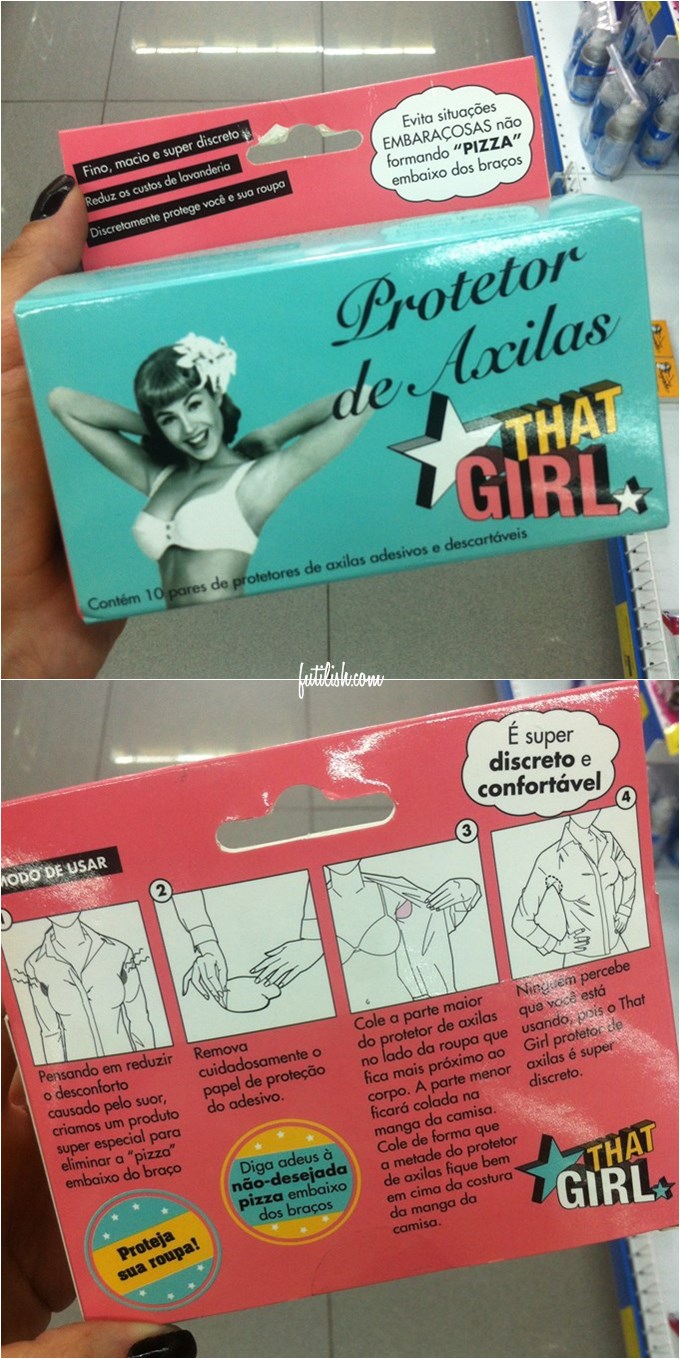 Fino, macio e super discreto
Reduz os custos de lavanderia
Discretamente protege você e sua roupa
Evita situações
EMBARAÇOSAS não
formando "PIZZA"
embaixo dos braços
Protetor
de Axilas
THAT
GIRL
Contém 10 pares de protetores de axilas adesivos e descartáveis
futilish.com
É super
discreto e
confortável
MODO DE USAR
1
Pensando em reduzir
o desconforto
causado pelo suor,
criamos um produto
super especial para
eliminar a "pizza"
embaixo do braço
2
Remova
cuidadosamente o
papel de proteção
do adesivo.
3
Cole a parte maior
do protetor de axilas
no lado da roupa que
fica mais próximo ao
corpo. A parte menor
ficará colada na
manga da camisa.
Cole de forma que
a metade do protetor
de axilas fique bem
em cima da costura
da manga da
camisa.
4
Ninguém percebe
que você está
usando, pois o That
Girl protetor de
axilas é super
discreto.
Proteja
sua roupa!
Diga adeus à
não-desejada
pizza embaixo
dos braços
THAT
GIRL